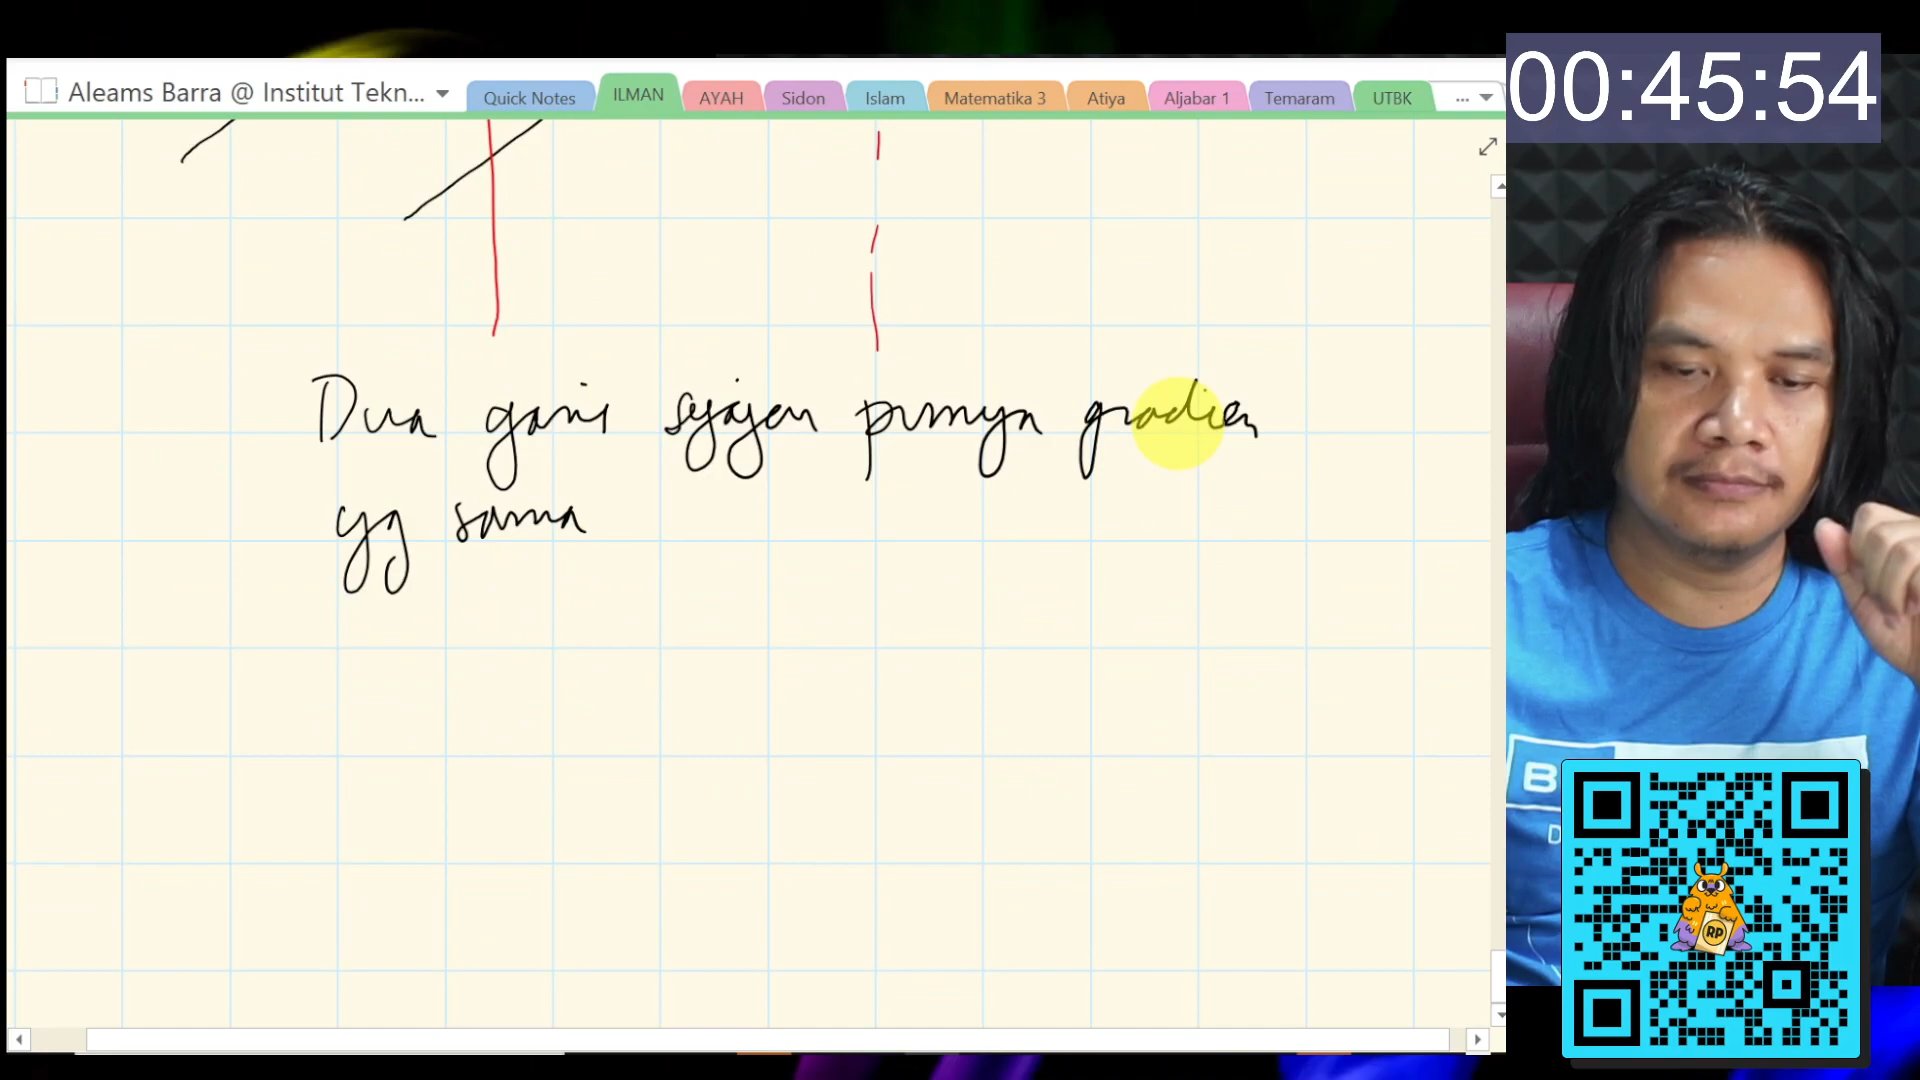 00:45:54
Aleams Barra @ Institut Tekn...
Quick Notes
ILMAN
AYAH
Sidon
Islam
Matematika 3
Atiya
Aljabar 1
Temaram
UTBK
...
Dua garis sejajar punya gradien
yg sama
B
D
RP